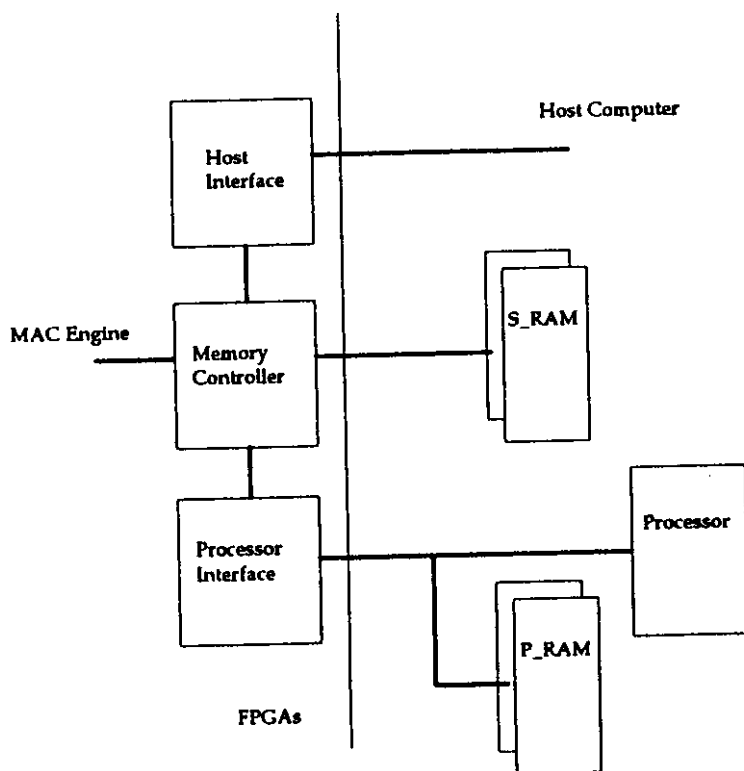 Host Computer
Host
Interface
S_RAM
MAC Engine
Memory
Controller
Processor
Processor
Interface
P_RAM
FPGAs